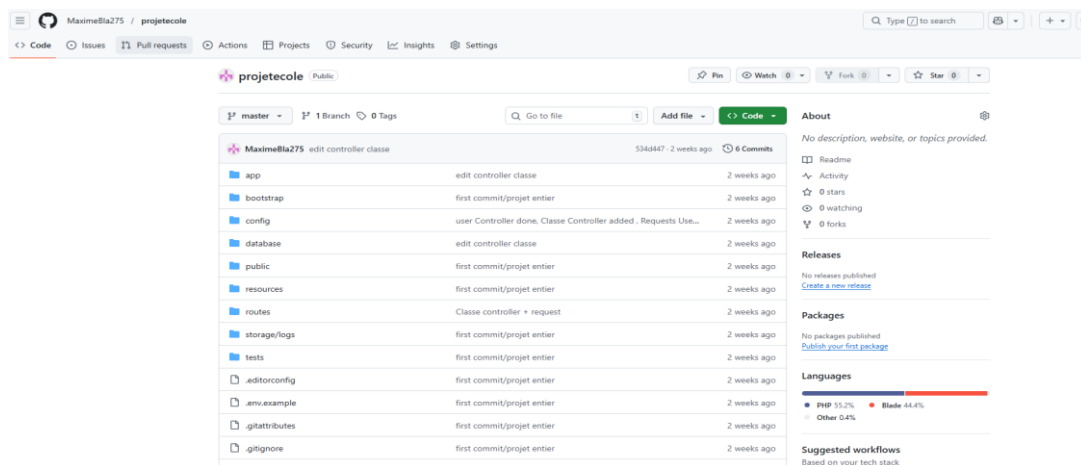 MaximeBla275 / projetecole
Type / to search
Code Issues Pull requests Actions Projects Security Insights Settings
projetecole Public
Pin Watch 0 Fork 0 Star 0
master 1 Branch 0 Tags Go to file t Add file Code
About
No description, website, or topics provided.
MaximeBla275 edit controller classe 534d447 · 2 weeks ago 6 Commits
Readme
app edit controller classe 2 weeks ago
Activity
bootstrap first commit/projet entier 2 weeks ago
0 stars
config user Controller done, Classe Controller added , Requests Use... 2 weeks ago
0 watching
database edit controller classe 2 weeks ago
0 forks
public first commit/projet entier 2 weeks ago
Releases
resources first commit/projet entier 2 weeks ago
No releases published
Create a new release
routes Classe controller + request 2 weeks ago
Packages
storage/logs first commit/projet entier 2 weeks ago
No packages published
Publish your first package
tests first commit/projet entier 2 weeks ago
Languages
.editorconfig first commit/projet entier 2 weeks ago
.env.example first commit/projet entier 2 weeks ago
PHP 55.2% Blade 44.4%
Other 0.4%
.gitattributes first commit/projet entier 2 weeks ago
.gitignore first commit/projet entier 2 weeks ago
Suggested workflows
Based on your tech stack